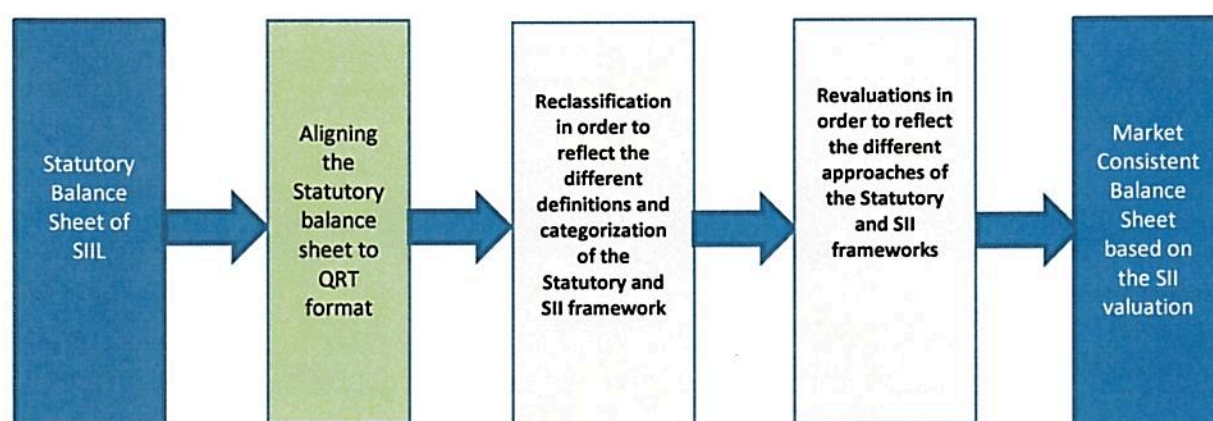 Statutory
Balance
Sheet of
SIIL
Aligning
the
Statutory
balance
sheet to
QRT
format
Reclassification
in order to
reflect the
different
definitions and
categorization
of the
Statutory and
SII framework
Revaluations in
order to reflect
the different
approaches of
the Statutory
and SII
frameworks
Market
Consistent
Balance
Sheet
based on
the SII
valuation